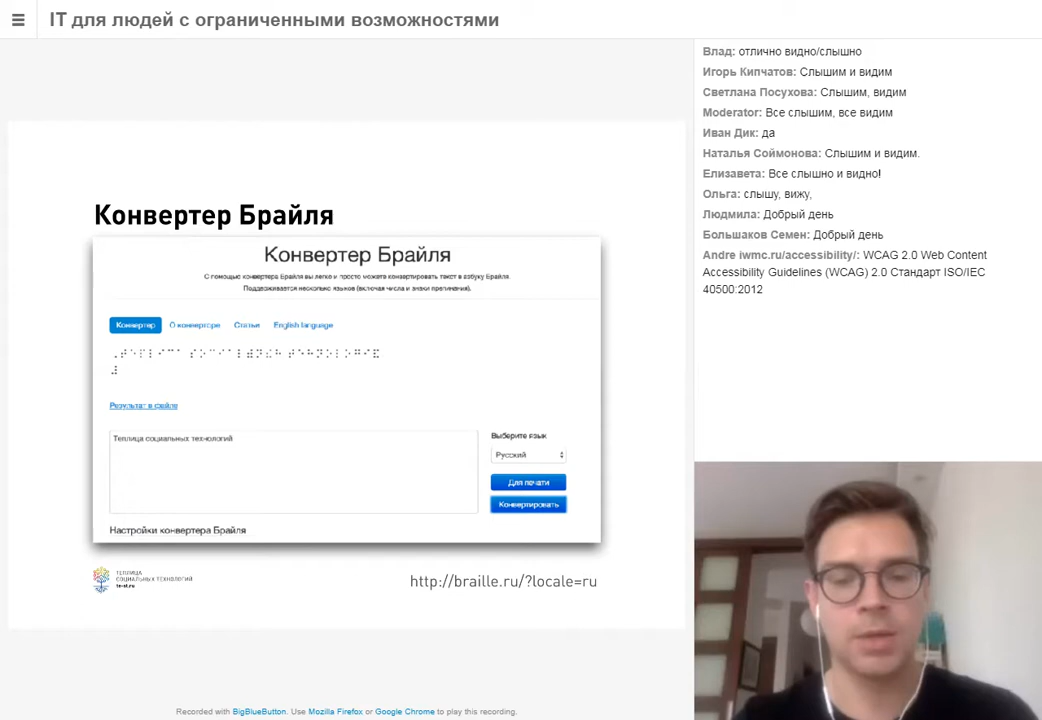 IT для людей с ограниченными возможностями
Конвертер Брайля
Конвертер Брайля
С помощью конвертера Брайля вы легко и просто можете конвертировать текст в азбуку Брайля.
Поддерживается несколько языков (включая числа и знаки препинания).
Конвертер О конвертере Статьи English language
Результат в файле
Теплица социальных технологий
Выберите язык
Русский
Для печати
Конвертировать
Настройки конвертера Брайля
ТЕПЛИЦА
СОЦИАЛЬНЫХ ТЕХНОЛОГИЙ
te-st.ru
http://braille.ru/?locale=ru
Recorded with BigBlueButton. Use Mozilla Firefox or Google Chrome to play this recording.
Влад: отлично видно/слышно
Игорь Кипчатов: Слышим и видим
Светлана Посухова: Слышим, видим
Moderator: Все слышим, все видим
Иван Дик: да
Наталья Соймонова: Слышим и видим.
Елизавета: Все слышно и видно!
Ольга: слышу, вижу,
Людмила: Добрый день
Большаков Семен: Добрый день
Andre iwmc.ru/accessibility/: WCAG 2.0 Web Content
Accessibility Guidelines (WCAG) 2.0 Стандарт ISO/IEC
40500:2012